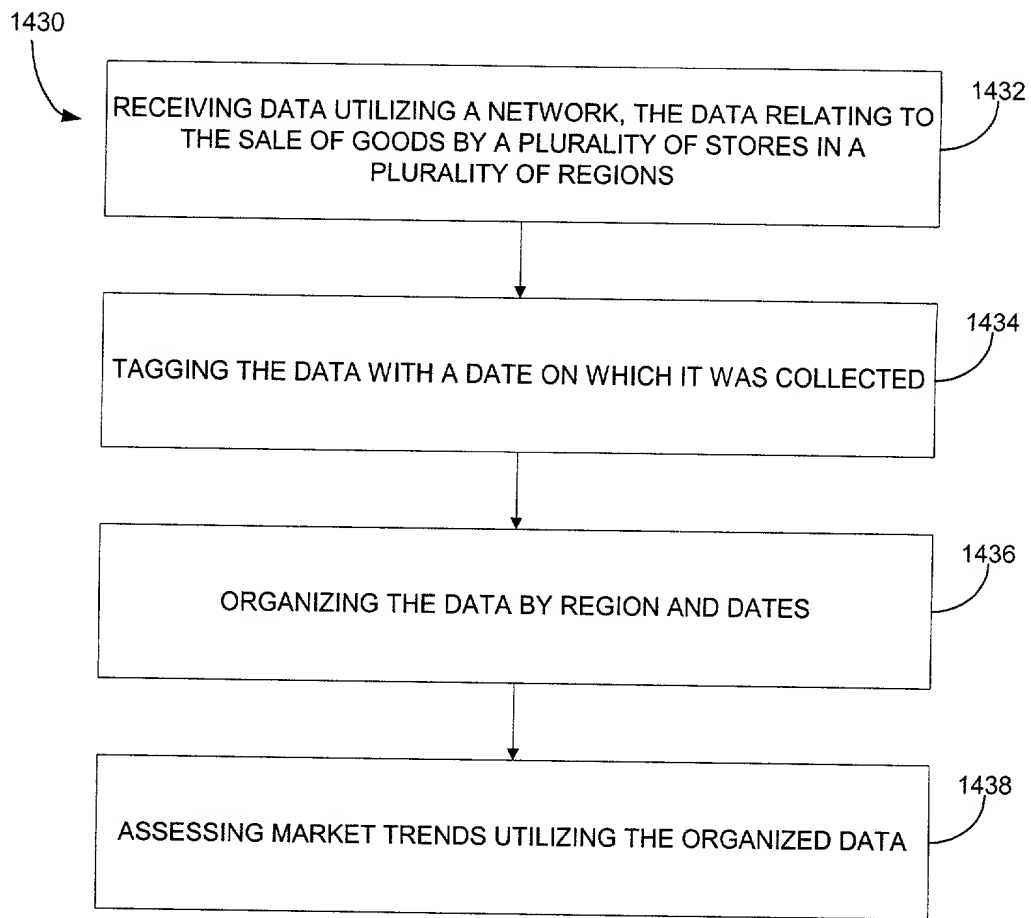 1430
RECEIVING DATA UTILIZING A NETWORK, THE DATA RELATING TO
THE SALE OF GOODS BY A PLURALITY OF STORES IN A
PLURALITY OF REGIONS
1432
TAGGING THE DATA WITH A DATE ON WHICH IT WAS COLLECTED
1434
ORGANIZING THE DATA BY REGION AND DATES
1436
ASSESSING MARKET TRENDS UTILIZING THE ORGANIZED DATA
1438